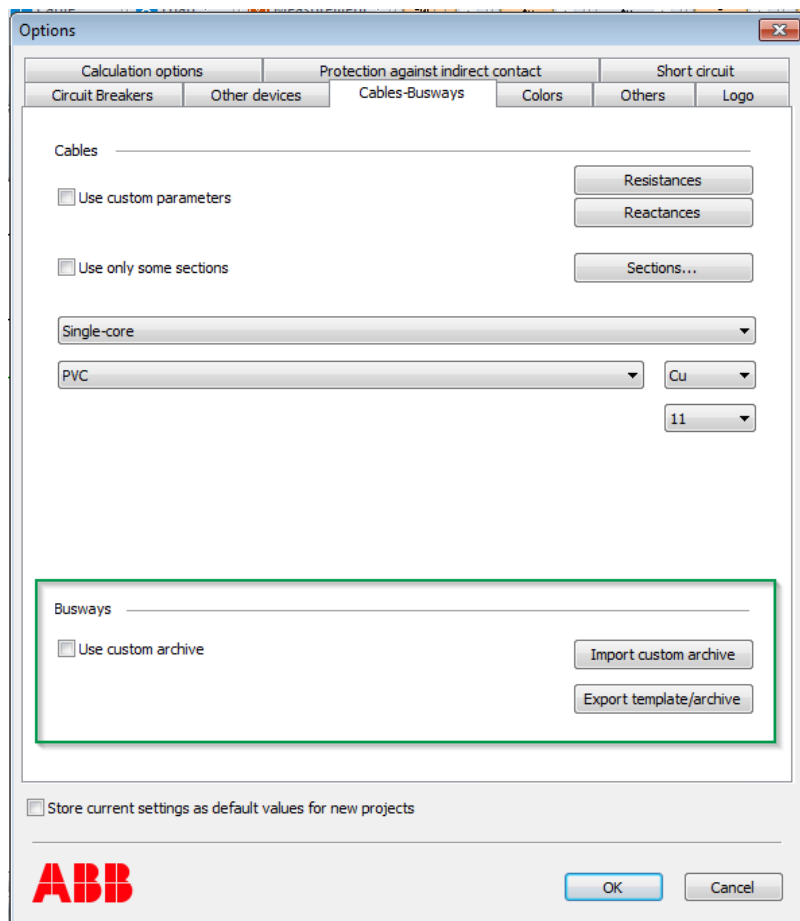 Options
Calculation options Protection against indirect contact Short circuit
Circuit Breakers Other devices Cables-Busways Colors Others Logo
Cables
Use custom parameters
Resistances
Reactances
Use only some sections
Sections...
Single-core
PVC Cu
11
Busways
Use custom archive
Import custom archive
Export template/archive
Store current settings as default values for new projects
ABB
OK Cancel